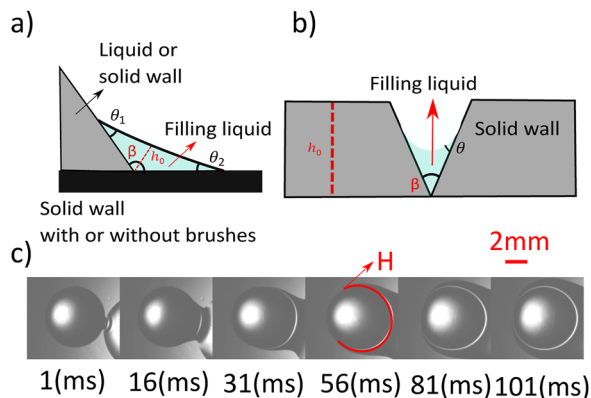 a)
Liquid or
solid wall
θ1
Filling liquid
β
h0
θ2
Solid wall
with or without brushes
b)
Filling liquid
Solid wall
h0
θ
β
c)
H
2mm
1(ms) 16(ms) 31(ms) 56(ms) 81(ms) 101(ms)